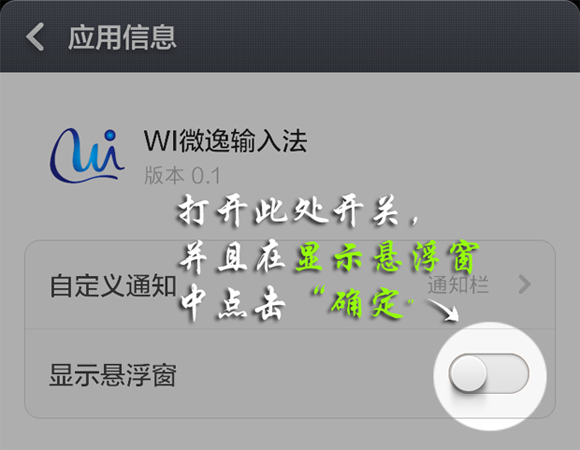 应用信息
Wi
WI微逸输入法
版本 0.1
打开此处开关，
并且在显示悬浮窗
中点击“确定”
自定义通知
通知栏
显示悬浮窗